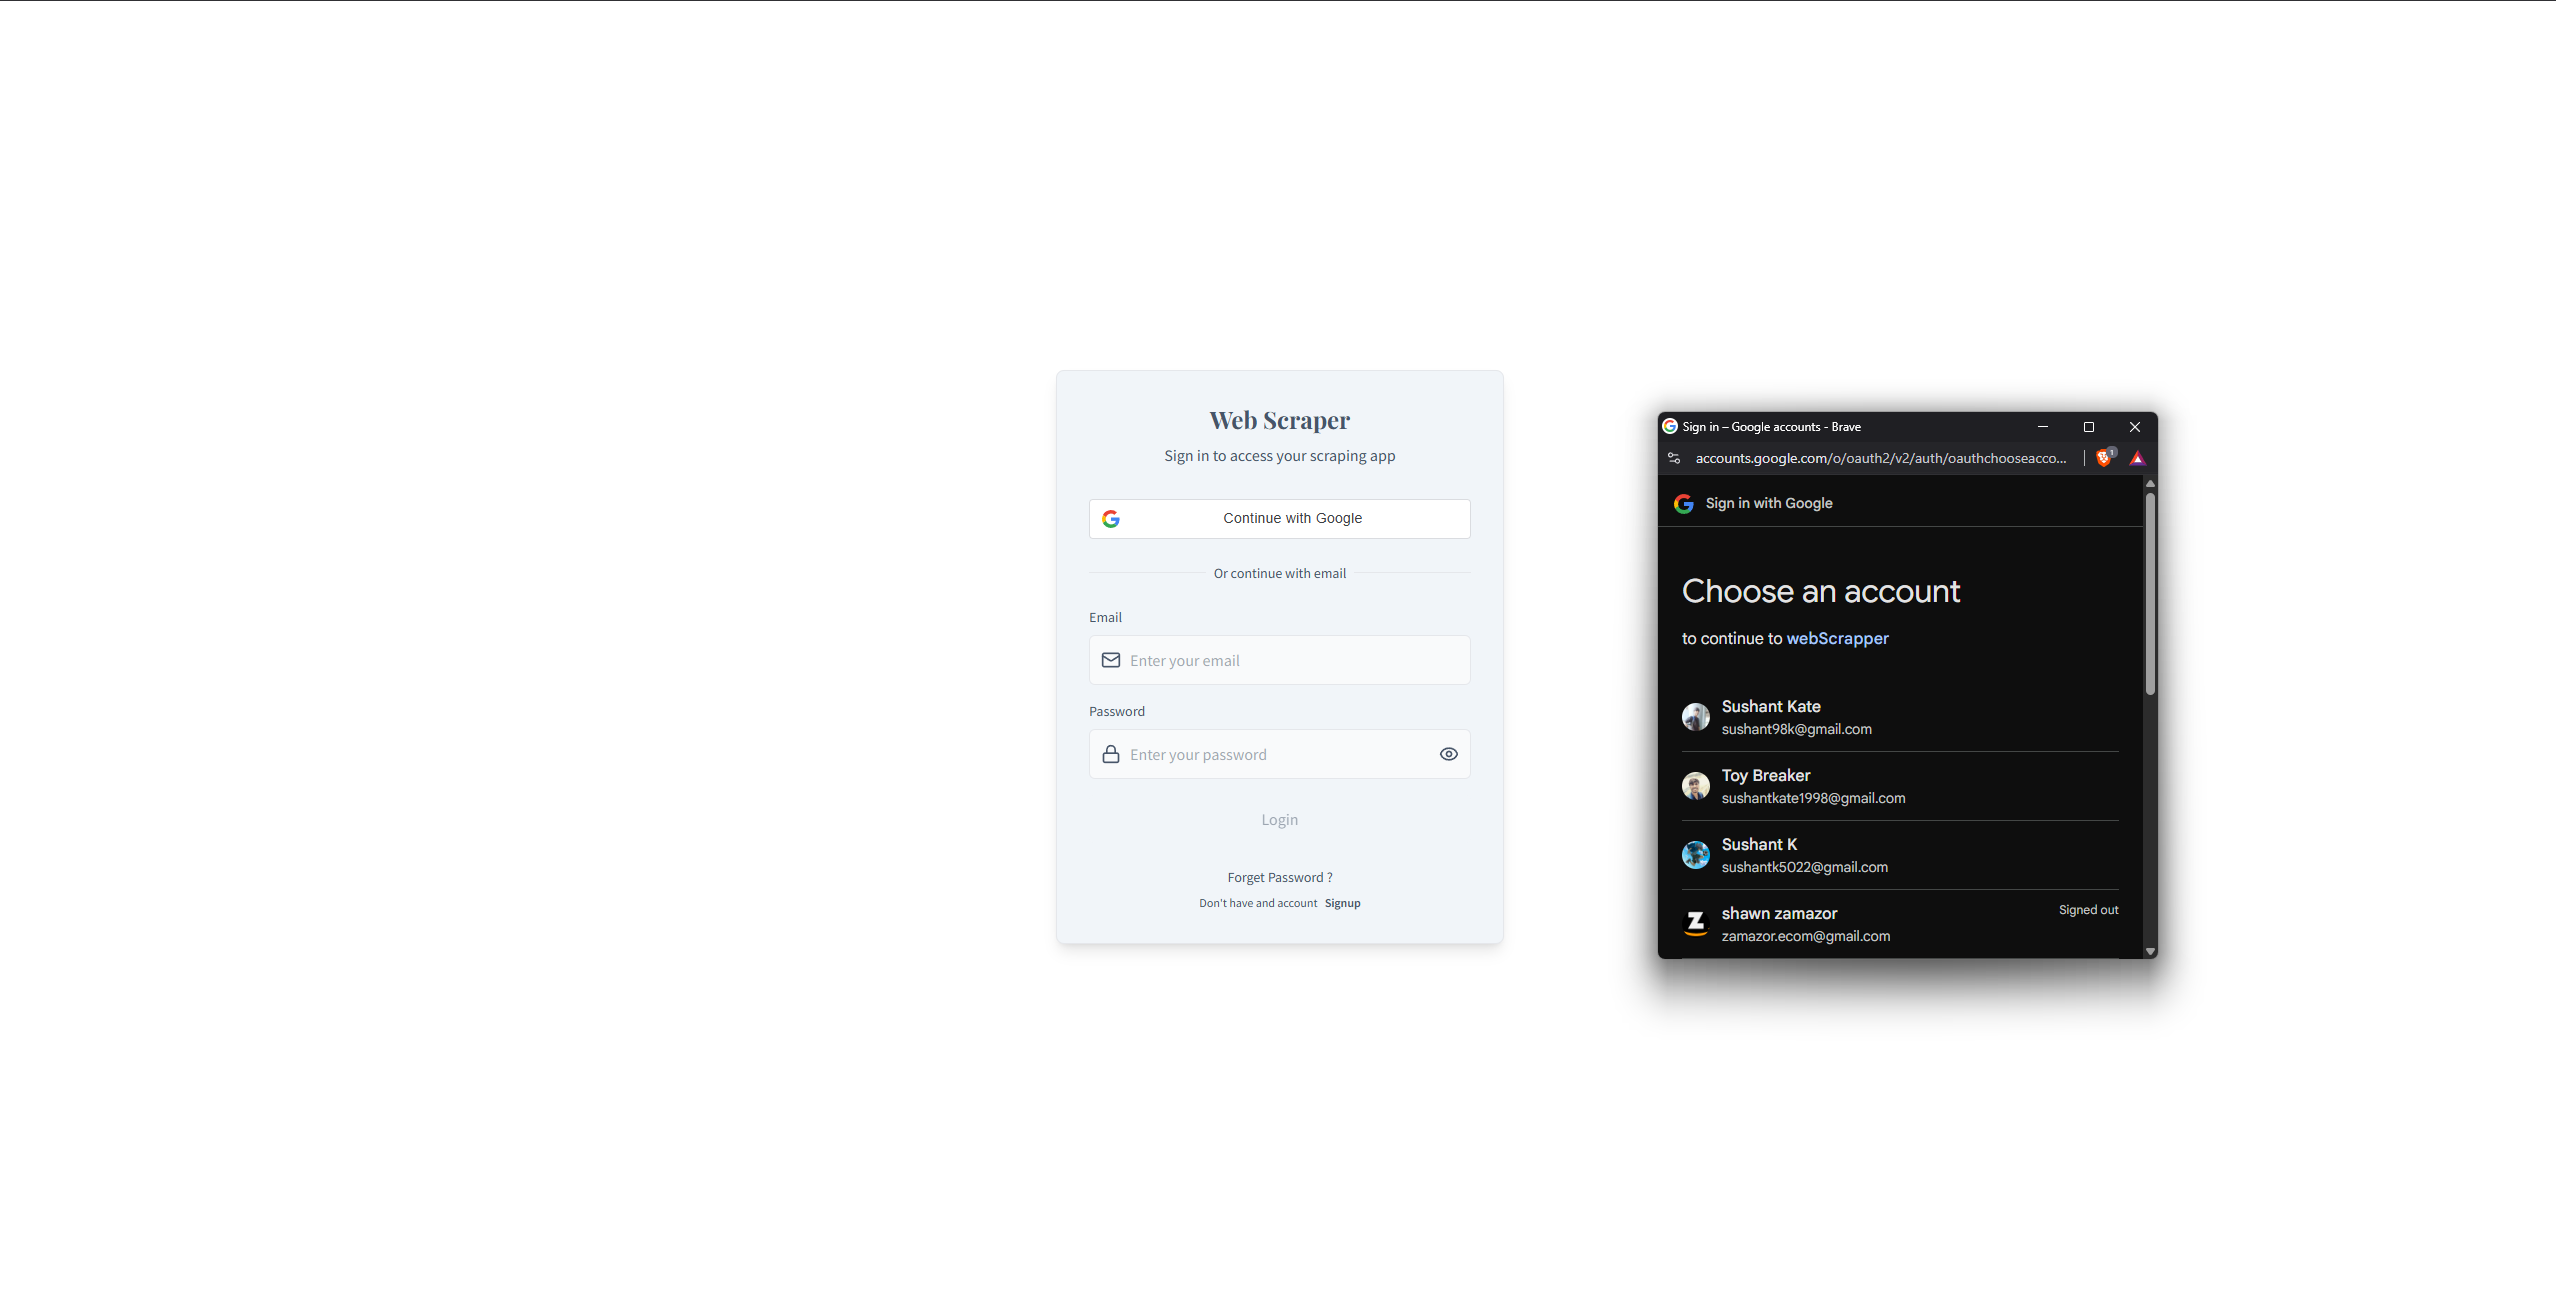 Web Scraper
Sign in to access your scraping app
Continue with Google
Or continue with email
Email
Enter your email
Password
Enter your password
Login
Forget Password ?
Don't have and account Signup
Sign in – Google accounts - Brave
accounts.google.com/o/oauth2/v2/auth/oauthchooseacco...
1
Sign in with Google
Choose an account
to continue to webScrapper
Sushant Kate
sushant98k@gmail.com
Toy Breaker
sushantkate1998@gmail.com
Sushant K
sushantk5022@gmail.com
Z
shawn zamazor Signed out
zamazor.ecom@gmail.com